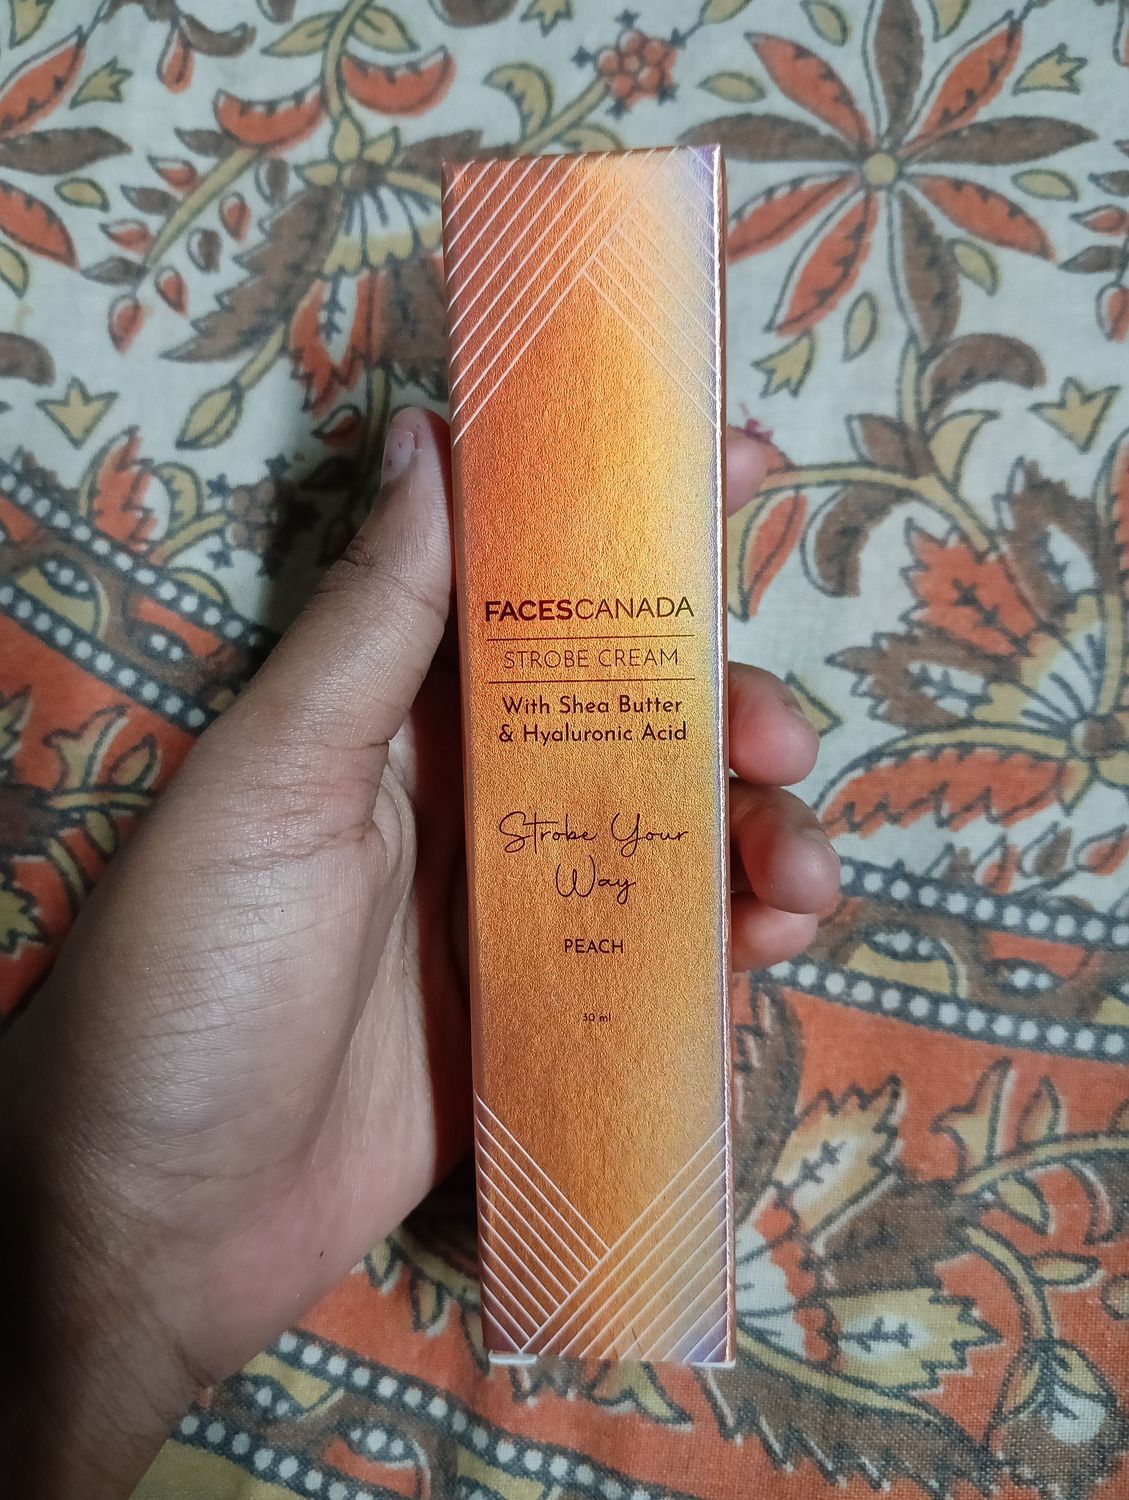 FACESCANADA
STROBE CREAM
With Shea Butter
& Hyaluronic Acid
Strobe Your
Way
PEACH
30 ml